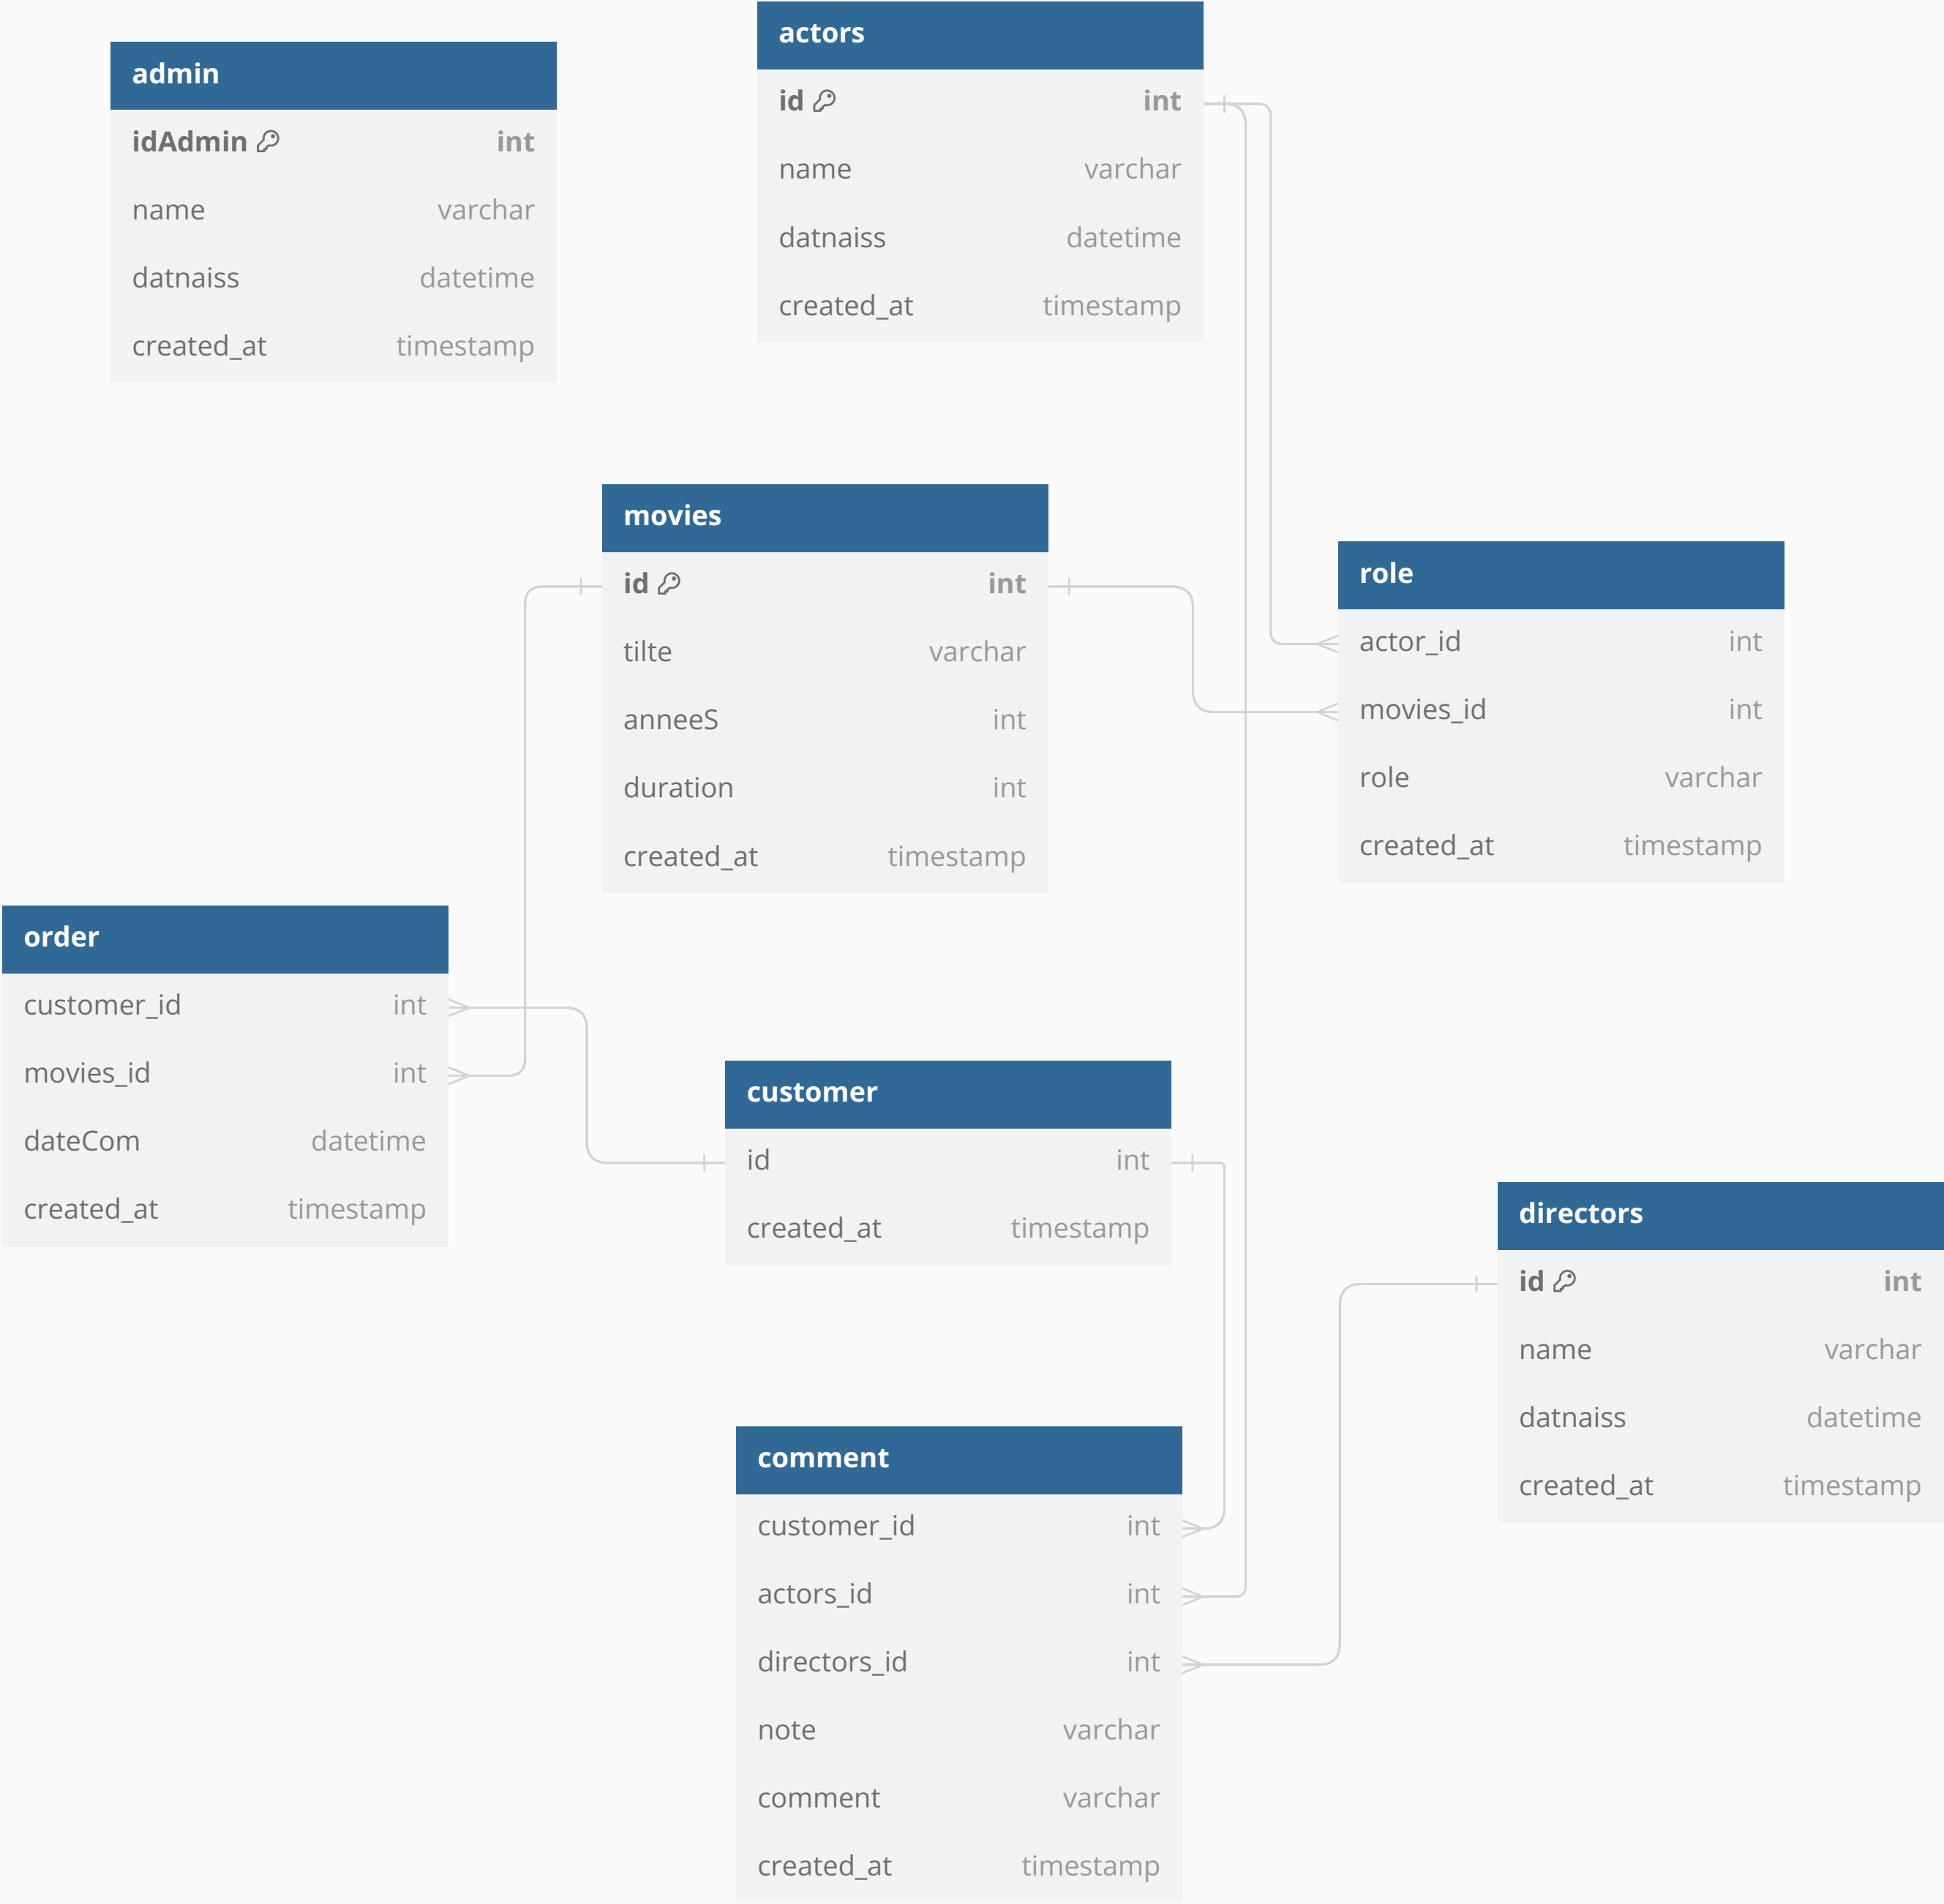 admin
idAdmin int
name varchar
datnaiss datetime
created_at timestamp
actors
id int
name varchar
datnaiss datetime
created_at timestamp
movies
id int
tilte varchar
anneeS int
duration int
created_at timestamp
role
actor_id int
movies_id int
role varchar
created_at timestamp
order
customer_id int
movies_id int
dateCom datetime
created_at timestamp
customer
id int
created_at timestamp
directors
id int
name varchar
datnaiss datetime
created_at timestamp
comment
customer_id int
actors_id int
directors_id int
note varchar
comment varchar
created_at timestamp